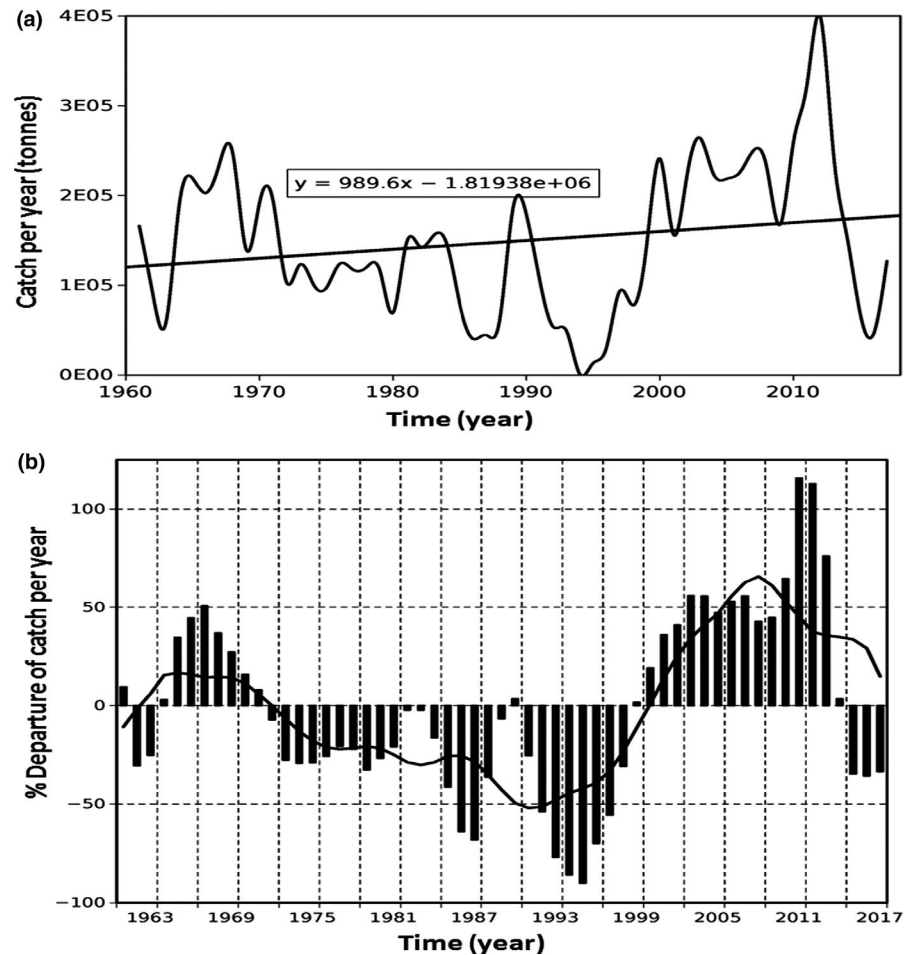 (a)
4E05
3E05
2E05
1E05
0E00
Catch per year (tonnes)
y = 989.6x − 1.81938e+06
1960 1970 1980 1990 2000 2010
Time (year)
(b)
100
50
0
−50
−100
% Departure of catch per year
1963 1969 1975 1981 1987 1993 1999 2005 2011 2017
Time (year)